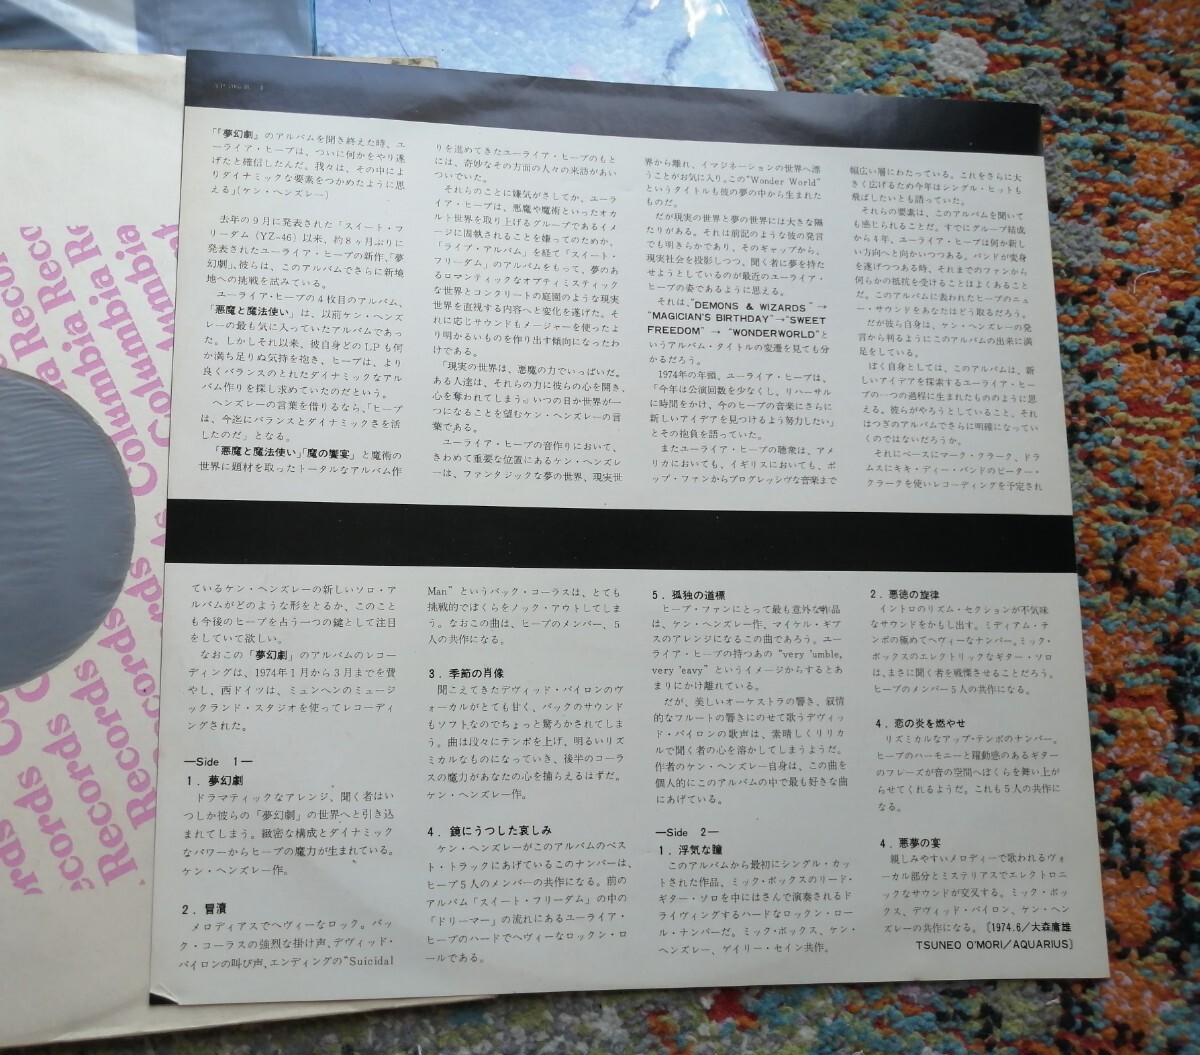 「『夢幻劇』のアルバムを聞き終えた時、ユ
ーライア・ヒープは、ついに何かをやり遂
げたと確信したんだ。我々は、その中によ
りダイナミックな要素をつかめたように思
える」(ケン・ヘンズレー)
去年の9月に発表された「スイート・フ
リーダム(YZ-46)以来、約8ヶ月ぶりに
発表されたユーライア・ヒープの新作、「夢
幻劇」、彼らは、このアルバムでさらに新境
地への挑戦を試みている。
ユーライア・ヒープの4枚目のアルバム、
「悪魔と魔法使い」は、以前ケン・ヘンズ
レーの最も気に入っていたアルバムであっ
た。しかしそれ以来、彼自身どのLPも何
か満ち足りぬ気持を抱き、ヒープは、より
良くバランスのとれたダイナミックなアル
バム作りを探し求めていたのだという。
ヘンズレーの言葉を借りるなら、「ヒープ
は、今迄にバランスとダイナミックさを活
したのだ」となる。
「悪魔と魔法使い」「魔の饗宴」と魔術の
世界に題材を取ったトータルなアルバム作
りを進めてきたユーライア・ヒープのもと
には、奇妙なその方面の人々の来訪があい
ついでいた。
それらのことに嫌気がさしてか、ユーラ
イア・ヒープは、悪魔や魔術といったオカ
ルト世界を取り上げるグループであるイメ
ージに固執されることを嫌ってのためか、
「ライブ・アルバム」を経て「スイート・
フリーダム」のアルバムをもって、夢のあ
るロマンティックなオプティミスティック
な世界とコンクリートの庭園のような現実
世界を直視する内容へと変化を遂げた。そ
れに応じサウンドもメージャーを使ったよ
り明かるいものを作り出す傾向になったわ
けである。
「現実の世界は、悪魔の力でいっぱいだ。
ある人達は、それらの力に彼らの心を開き、
心を奪われてしまう。いつの日か世界が一
つになることを望むケン・ヘンズレーの言
葉である。
ユーライア・ヒープの音作りにおいて、
きわめて重要な位置にあるケン・ヘンズレ
ーは、ファンタジックな夢の世界、現実世
界から離れ、イマジネーションの世界へ漂
うことがお気に入り。この"Wonder World"
というタイトルも彼の夢の中から生まれた
ものだ。
だが現実の世界と夢の世界には大きな隔
たりがある。それは前記のような彼の発言
でも明きらかであり、そのギャップから、
現実社会を投影しつつ、聞く者に夢を持た
せようとしているのが最近のユーライア・
ヒープの姿であるように思える。
それは、"DEMONS & WIZARDS"→
"MAGICIAN'S BIRTHDAY"→"SWEET
FREEDOM"→ "WONDERWORLD"と
いうアルバム・タイトルの変遷を見ても分
かるだろう。
1974年の年頭、ユーライア・ヒープは、
「今年は公演回数を少なくし、リハーサル
に時間をかけ、今のヒープの音楽にさらに
新しいアイデアを見つけるよう努力したい」
とその抱負を語っていた。
またユーライア・ヒープの聴衆は、アメ
リカにおいても、イギリスにおいても、ポ
ップ・ファンからプログレッシヴな音楽まで
幅広い層にわたっている。これをさらに大
きく広げるため今年はシングル・ヒットも
飛ばしたいとも語っていた。
それらの要素は、このアルバムを聞いて
も感じられることだ。すでにグループ結成
から4年、ユーライア・ヒープは何か新し
い方向へと向かいつつある。バンドが変身
を遂げつつある時、それまでのファンから
何らかの抵抗を受けることはよくあること
だ。このアルバムに表われたヒープのニュ
ー・サウンドをあなたはどう取るだろう。
だが彼ら自身は、ケン・ヘンズレーの発
言から判るようにこのアルバムの出来に満
足をしている。
ぼく自身としては、このアルバムは、新
しいアイデアを探索するユーライア・ヒー
プの一つの過程に生まれたもののように思
える。彼らがやろうとしていること、それ
はつぎのアルバムでさらに明確になってい
くのではないだろうか。
それにベースにマーク・クラーク、ドラ
ムスにキキ・ディー・バンドのピーター・
クラークを使いレコーディングを予定され
ているケン・ヘンズレーの新しいソロ・ア
ルバムがどのような形をとるか、このこと
も今後のヒープを占う一つの鍵として注目
をしていて欲しい。
なおこの「夢幻劇」のアルバムのレコー
ディングは、1974年1月から3月までを費
やし、西ドイツは、ミュンヘンのミュージ
ックランド・スタジオを使ってレコーディ
ングされた。
—Side 1—
1. 夢幻劇
ドラマティックなアレンジ、聞く者はい
つしか彼らの「夢幻劇」の世界へと引き込
まれてしまう。緻密な構成とダイナミック
なパワーからヒープの魔力が生まれている。
ケン・ヘンズレー作。
2. 冒瀆
メロディアスでヘヴィーなロック。バッ
ク・コーラスの強烈な掛け声、デヴィッド・
バイロンの叫び声、エンディングの"Suicidal
Man"というバック・コーラスは、とても
挑戦的でぼくらをノック・アウトしてしま
う。なおこの曲は、ヒープのメンバー、5
人の共作になる。
3. 季節の肖像
聞こえてきたデヴィッド・バイロンのヴ
ォーカルがとても甘く、バックのサウンド
もソフトなのでちょっと驚ろかされてしま
う。曲は段々にテンポを上げ、明るいリズ
ミカルなものになっていき、後半のコーラ
スの魔力があなたの心を捕らえるはずだ。
ケン・ヘンズレー作。
4. 鏡にうつした哀しみ
ケン・ヘンズレーがこのアルバムのベス
ト・トラックにあげているこのナンバーは、
ヒープ5人のメンバーの共作になる。前の
アルバム「スイート・フリーダム」の中の
「ドリーマー」の流れにあるユーライア・
ヒープのハードでヘヴィーなロックン・ロ
ールである。
5. 孤独の道標
ヒープ・ファンにとって最も意外な作品
は、ケン・ヘンズレー作、マイケル・ギブ
スのアレンジになるこの曲であろう。ユー
ライア・ヒープの持つあの"very 'umble,
very 'eavy"というイメージからするとあ
まりにかけ離れている。
だが、美しいオーケストラの響き、叙情
的なフルートの響きにのせて歌うデヴィッ
ド・バイロンの歌声は、素晴しくリリカ
ルで聞く者の心を溶かしてしまうようだ。
作者のケン・ヘンズレー自身は、この曲を
個人的にこのアルバムの中で最も好きな曲
にあげている。
—Side 2—
1. 浮気な瞳
このアルバムから最初にシングル・カッ
トされた作品、ミック・ボックスのリード・
ギター・ソロを中にはさんで演奏されるド
ライヴィングするハードなロックン・ロー
ル・ナンバーだ。ミック・ボックス、ケン・
ヘンズレー、ゲイリー・セイン共作。
2. 悪徳の旋律
イントロのリズム・セクションが不気味
なサウンドをかもし出す。ミディアム・テ
ンポの極めてヘヴィーなナンバー。ミック・
ボックスのエレクトリックなギター・ソロ
は、まさに聞く者を戦慄させることだろう。
ヒープのメンバー5人の共作になる。
4. 恋の炎を燃やせ
リズミカルなアップ・テンポのナンバー。
ヒープのハーモニーと躍動感のあるギター
のフレーズが音の空間へぼくらを舞い上が
らせてくれるようだ。これも5人の共作に
なる。
4. 悪夢の宴
親しみやすいメロディーで歌われるヴォ
ーカル部分とミステリアスでエレクトロニ
ックなサウンドが交叉する。ミック・ボッ
クス、デヴィッド・バイロン、ケン・ヘン
ズレーの共作になる。〔1974.6／大森庸雄
TSUNEO O'MORI／AQUARIUS〕
Columbia Records